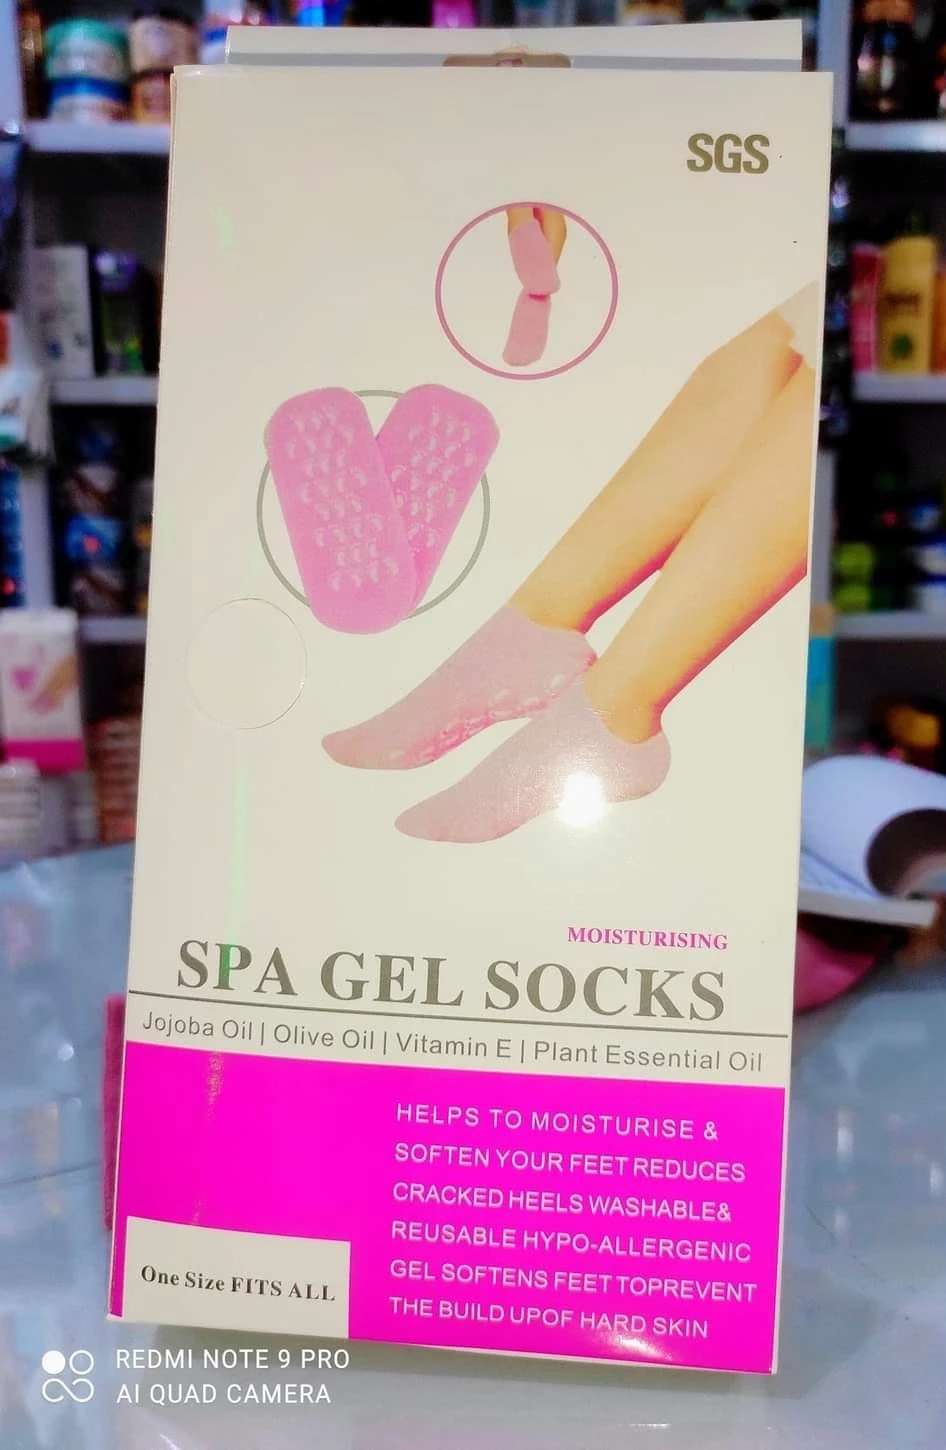 SGS
MOISTURISING
SPA GEL SOCKS
Jojoba Oil | Olive Oil | Vitamin E | Plant Essential Oil
HELPS TO MOISTURISE &
SOFTEN YOUR FEET REDUCES
CRACKED HEELS WASHABLE&
REUSABLE HYPO-ALLERGENIC
GEL SOFTENS FEET TOPREVENT
THE BUILD UPOF HARD SKIN
One Size FITS ALL
REDMI NOTE 9 PRO
AI QUAD CAMERA